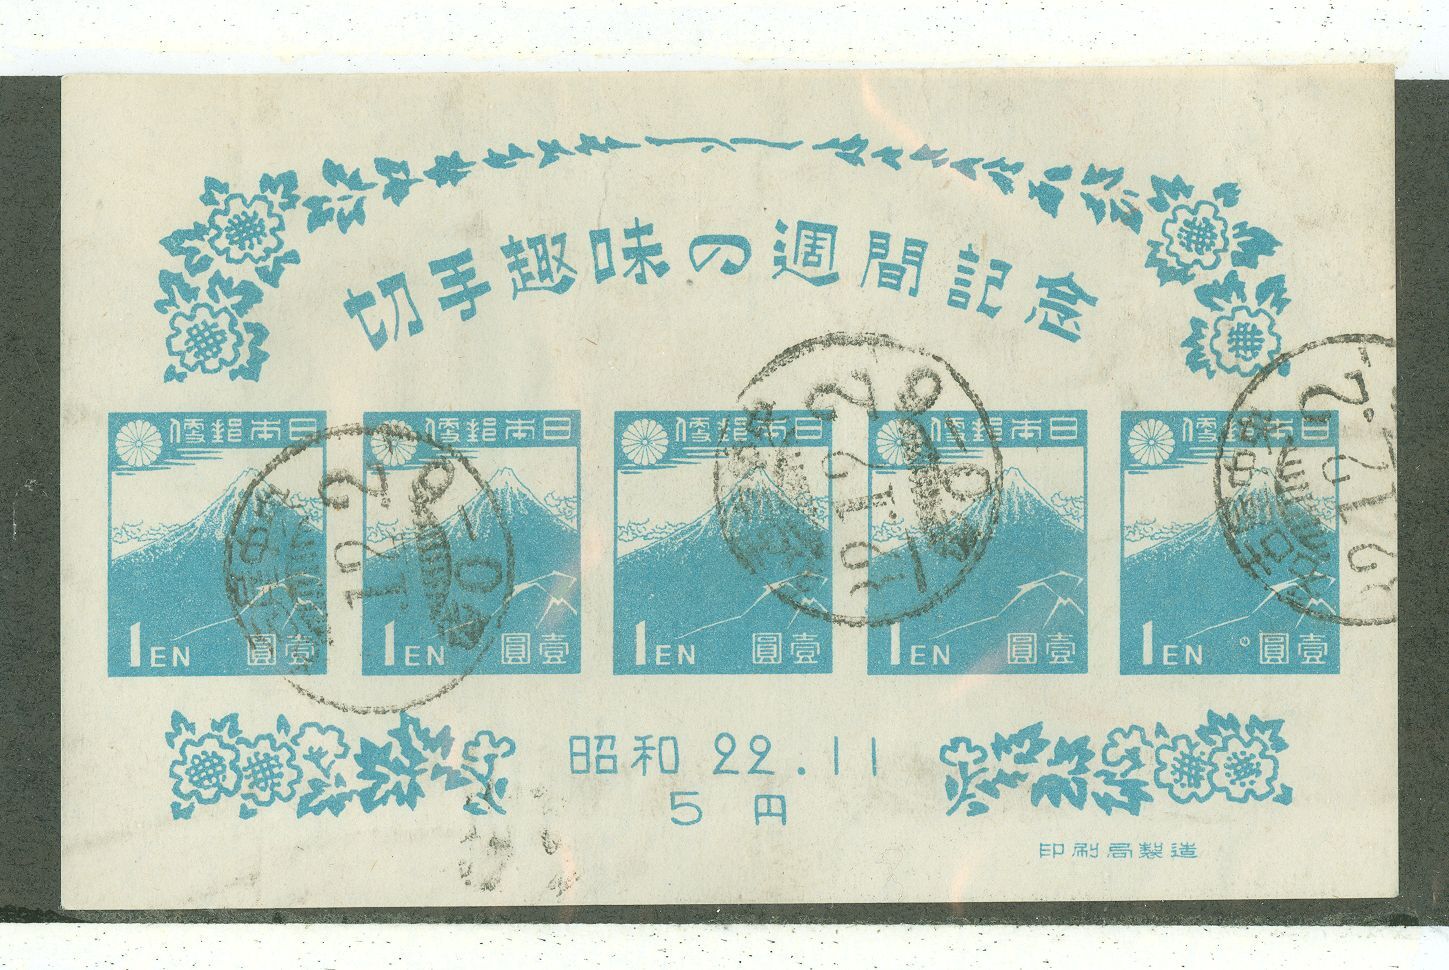 切手趣味の週間記念
日本郵便 日本郵便 日本郵便 日本郵便 日本郵便
1EN 壹圓 1EN 壹圓 1EN 壹圓 1EN 壹圓 1EN 壹圓
昭和 22.11
5 円
印刷局製造